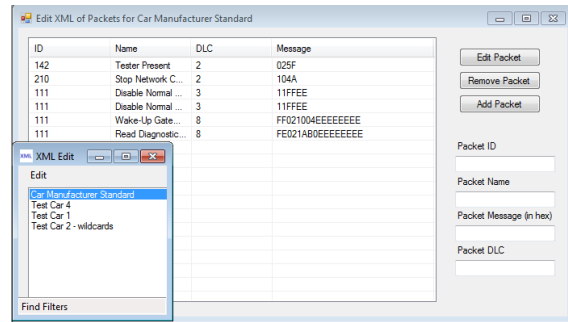 Edit XML of Packets for Car Manufacturer Standard
ID Name DLC Message
142 Tester Present 2 025F
210 Stop Network C... 2 104A
111 Disable Normal ... 3 11FFEE
111 Disable Normal ... 3 11FFEE
111 Wake-Up Gate... 8 FF021004EEEEEEEE
111 Read Diagnostic... 8 FE021AB0EEEEEEEE
Edit Packet
Remove Packet
Add Packet
Packet ID
Packet Name
Packet Message (in hex)
Packet DLC
XML XML Edit
Edit
Car Manufacturer Standard
Test Car 4
Test Car 1
Test Car 2 - wildcards
Find Filters